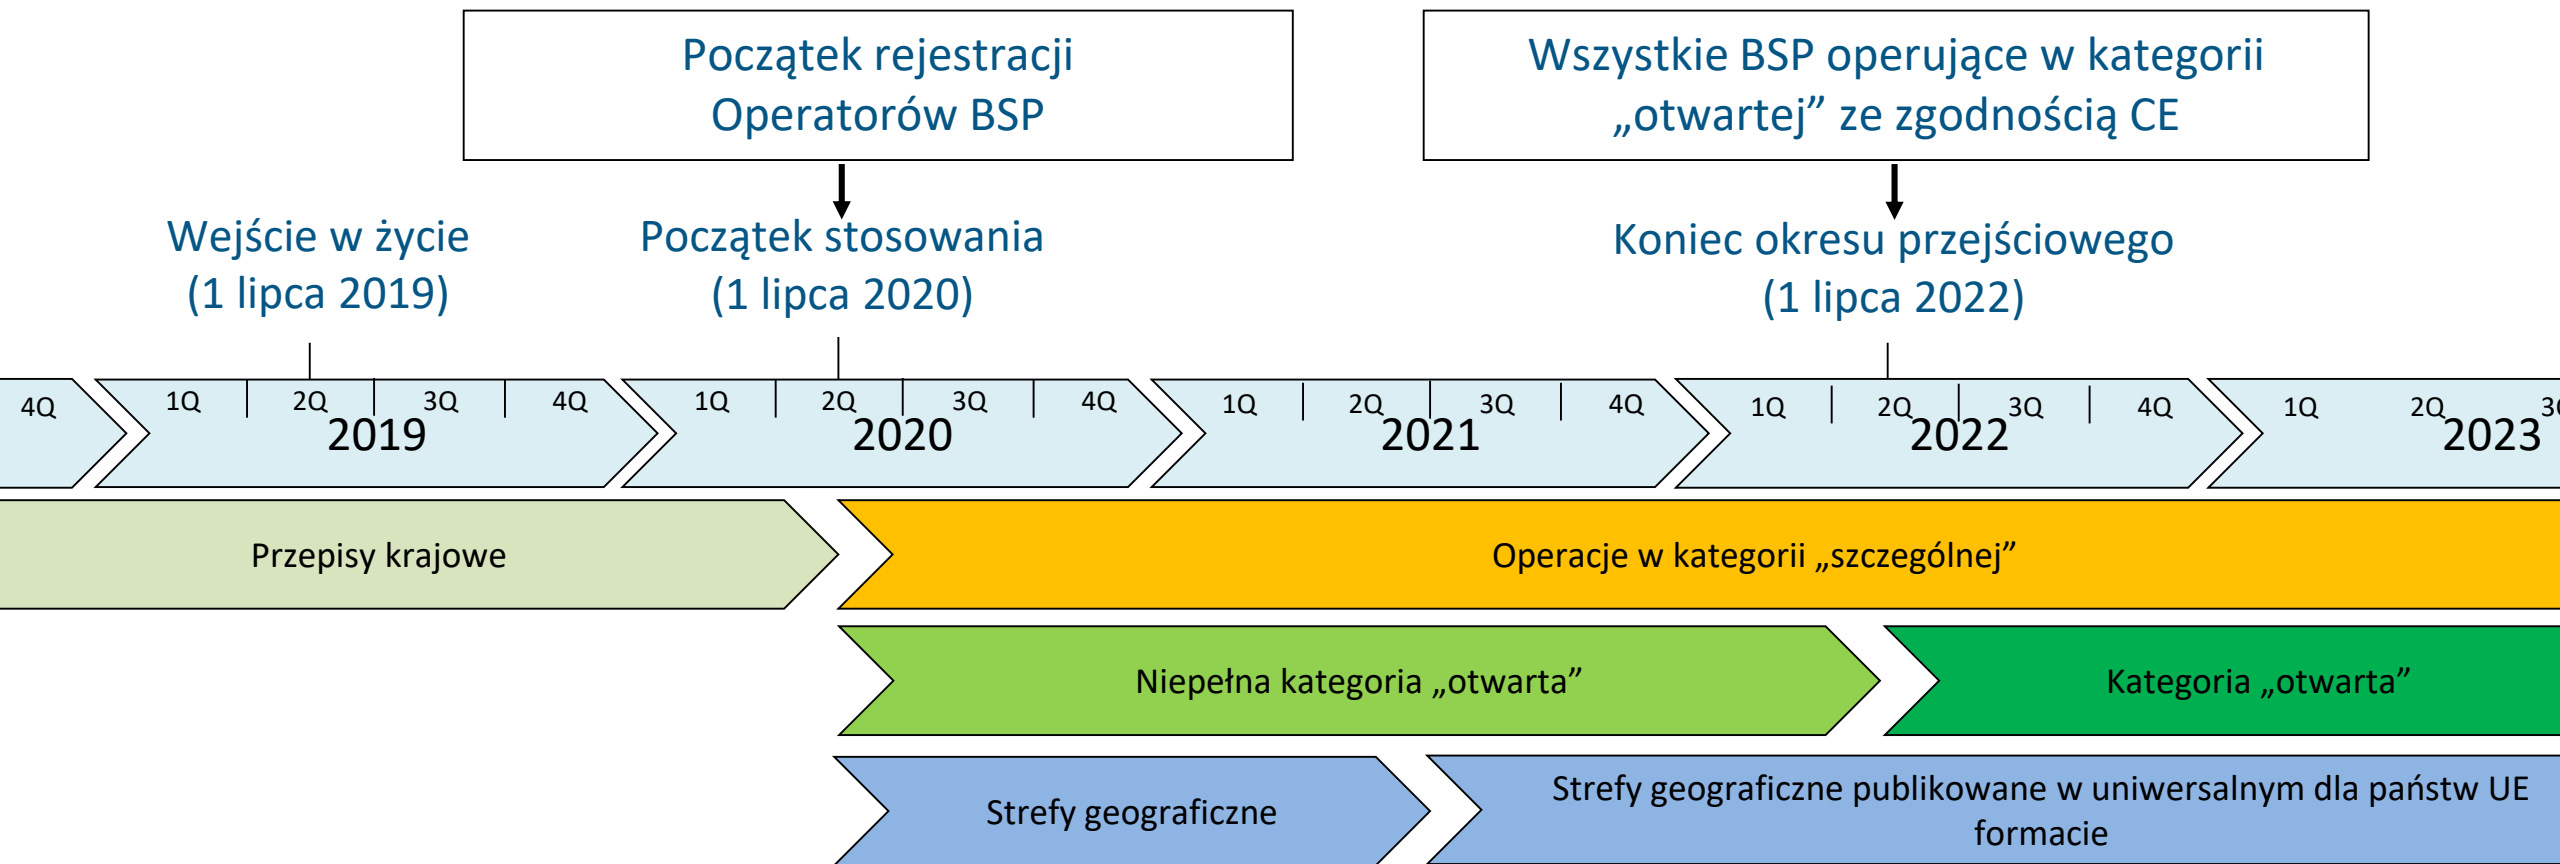 Początek rejestracji
Operatorów BSP
Wszystkie BSP operujące w kategorii
„otwartej” ze zgodnością CE
Wejście w życie
(1 lipca 2019)
Początek stosowania
(1 lipca 2020)
Koniec okresu przejściowego
(1 lipca 2022)
4Q 1Q 2Q 3Q 4Q 1Q 2Q 3Q 4Q 1Q 2Q 3Q 4Q 1Q 2Q 3Q 4Q 1Q 2Q 3Q
2019 2020 2021 2022 2023
Przepisy krajowe
Operacje w kategorii „szczególnej”
Niepełna kategoria „otwarta”
Kategoria „otwarta”
Strefy geograficzne
Strefy geograficzne publikowane w uniwersalnym dla państw UE
formacie